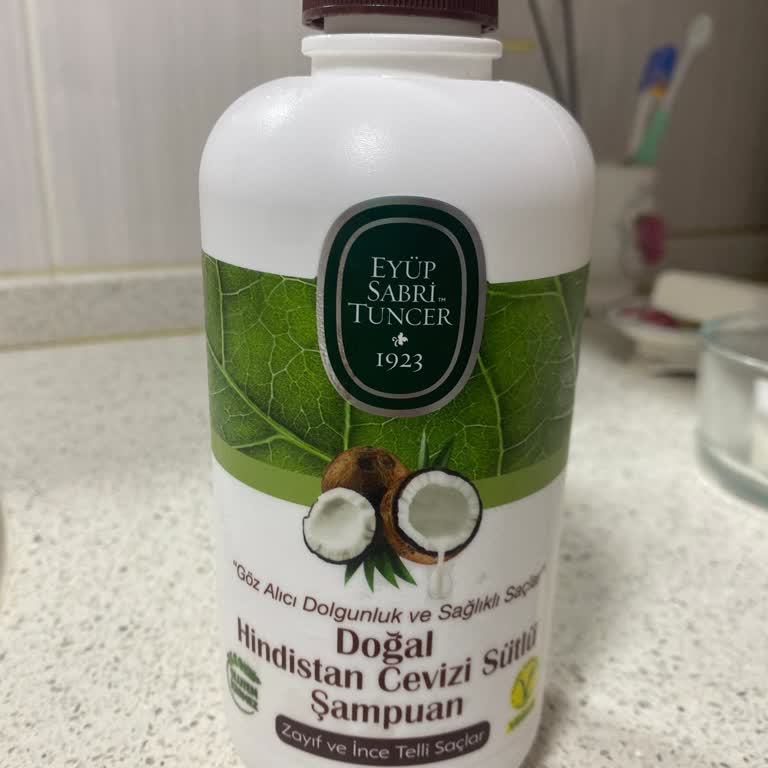 EYÜP
SABRİ™
TUNCER
1923
"Göz Alıcı Dolgunluk ve Sağlıklı Saçlar"
Doğal
Hindistan Cevizi Sütlü
Şampuan
Zayıf ve İnce Telli Saçlar